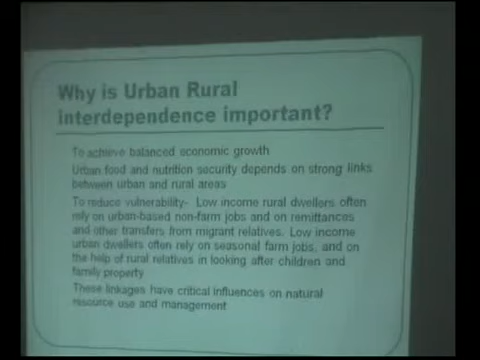 Why is Urban Rural
interdependence important?
To achieve balanced economic growth
Urban food and nutrition security depends on strong links
between urban and rural areas
To reduce vulnerability- Low income rural dwellers often
rely on urban-based non-farm jobs and on remittances
and other transfers from migrant relatives. Low income
urban dwellers often rely on seasonal farm jobs, and on
the help of rural relatives in looking after children and
family property
These linkages have critical influences on natural
resource use and management